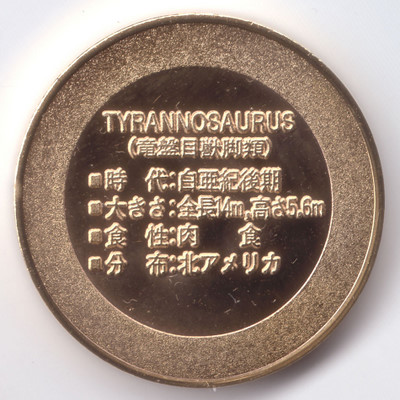 TYRANNOSAURUS
(竜盤目獣脚類)
■時 代:白亜紀後期
■大きさ:全長14m,高さ5.6m
■食 性:肉 食
■分 布:北アメリカ